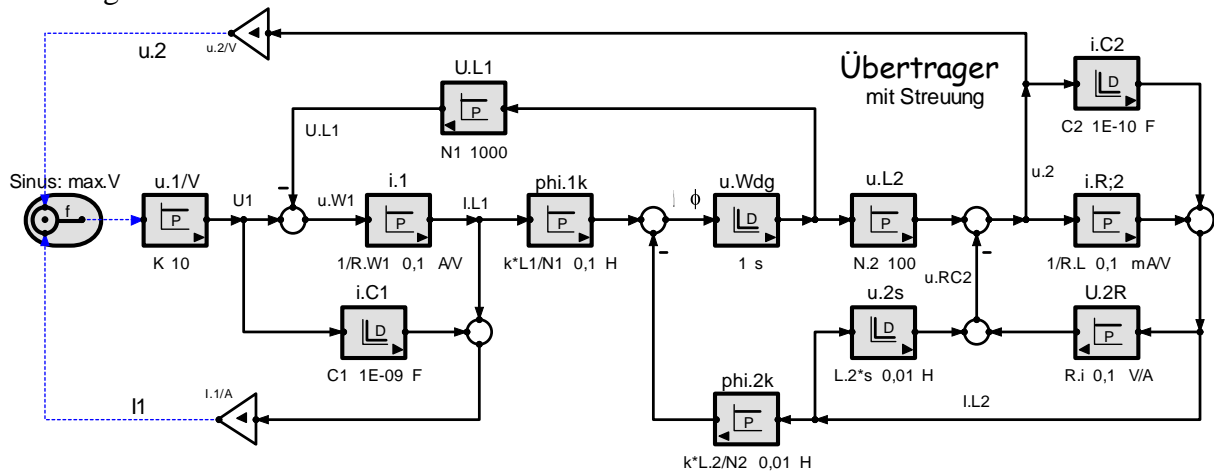 u.2
u.2/V
U.L1
P
N1 1000
U.L1
Übertrager
mit Streuung
i.C2
D
C2 1E-10 F
Sinus: max.V
f
u.1/V
P
K 10
U1
u.W1
i.1
P
1/R.W1 0,1 A/V
I.L1
phi.1k
P
k*L1/N1 0,1 H
ϕ
u.Wdg
D
1 s
u.L2
P
N.2 100
u.2
i.R;2
P
1/R.L 0,1 mA/V
u.RC2
i.C1
D
C1 1E-09 F
u.2s
D
L.2*s 0,01 H
U.2R
P
R.i 0,1 V/A
I1
I.1/A
phi.2k
P
k*L.2/N2 0,01 H
I.L2